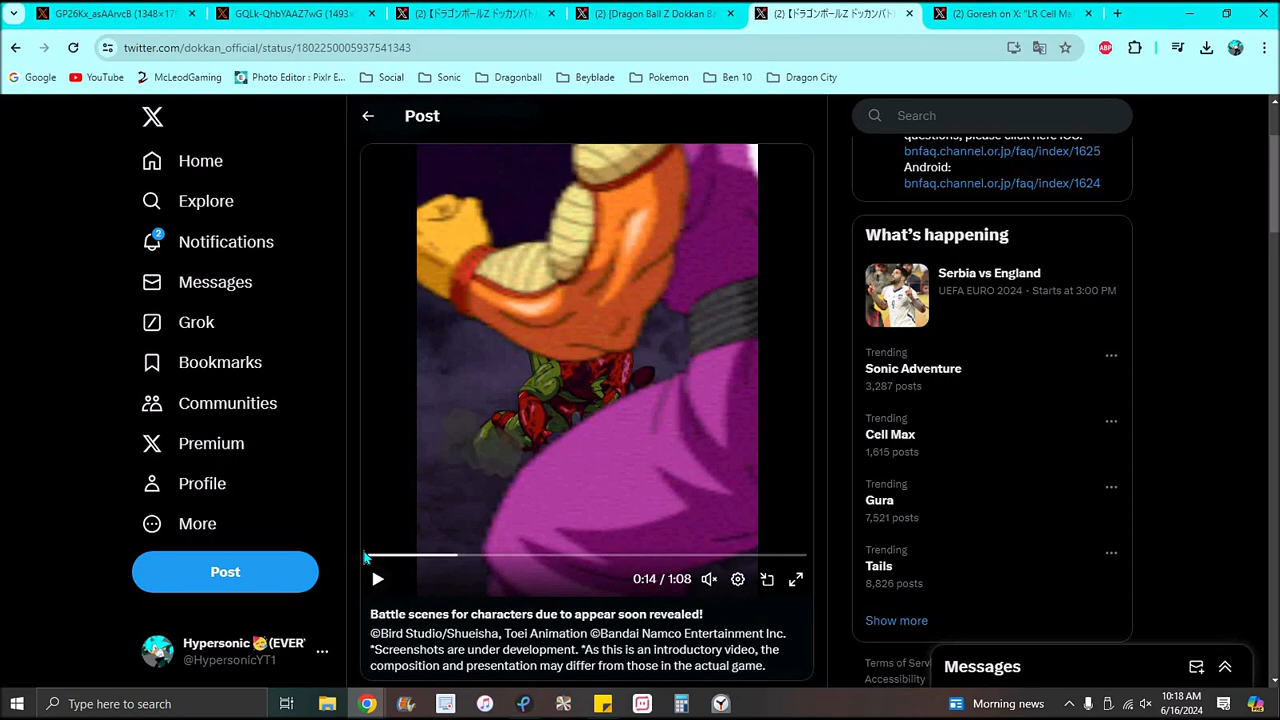 GP26Kx_asAArvcB (1348×17
GQLk-QhbYAAZ7wG (1493×
(2) 【ドラゴンボールZ ドッカンバト
(2) [Dragon Ball Z Dokkan Ba
(2) 【ドラゴンボールZ ドッカンバト
(2) Goresh on X: "LR Cell Ma
twitter.com/dokkan_official/status/1802250005937541343
ABP
Google
YouTube
McLeodGaming
Photo Editor : Pixlr E...
Social
Sonic
Dragonball
Beyblade
Pokemon
Ben 10
Dragon City
Home
Explore
2
Notifications
Messages
Grok
Bookmarks
Communities
Premium
Profile
More
Post
Hypersonic 🥳(EVER
@HypersonicYT1
Post
0:14 / 1:08
Battle scenes for characters due to appear soon revealed!
©Bird Studio/Shueisha, Toei Animation ©Bandai Namco Entertainment Inc.
*Screenshots are under development. *As this is an introductory video, the
composition and presentation may differ from those in the actual game.
Search
questions, please click here iOS:
bnfaq.channel.or.jp/faq/index/1625
Android:
bnfaq.channel.or.jp/faq/index/1624
What's happening
Serbia vs England
UEFA EURO 2024 · Starts at 3:00 PM
Trending
Sonic Adventure
3,287 posts
Trending
Cell Max
1,615 posts
Trending
Gura
7,521 posts
Trending
Tails
8,826 posts
Show more
Terms of Serv
Accessibility
Messages
Type here to search
Morning news
10:18 AM
6/16/2024